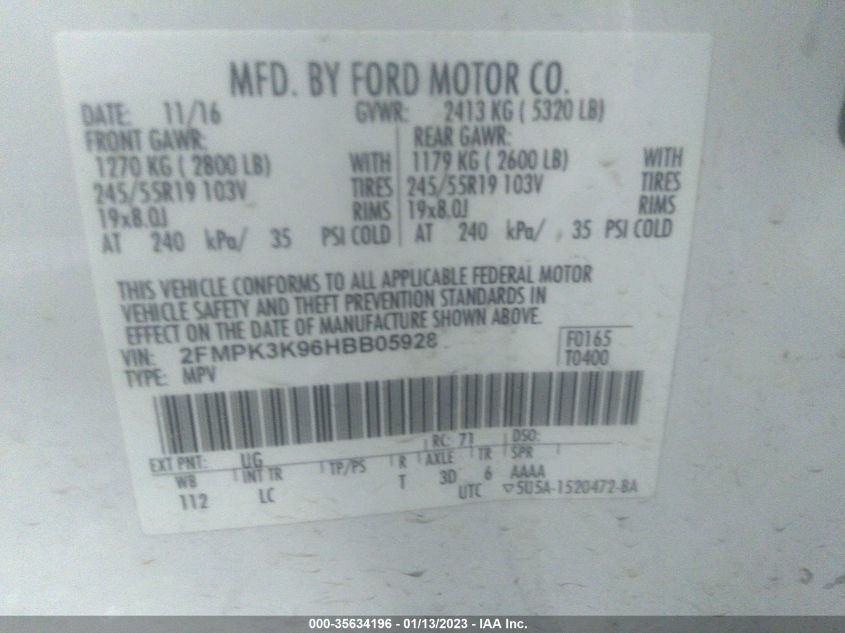 MFD. BY FORD MOTOR CO.
DATE: 11/16 GVWR: 2413 KG ( 5320 LB)
FRONT GAWR: REAR GAWR:
1270 KG ( 2800 LB) WITH 1179 KG ( 2600 LB) WITH
245/55R19 103V TIRES 245/55R19 103V TIRES
19x8.0J RIMS 19x8.0J RIMS
AT 240 kPa/ 35 PSI COLD AT 240 kPa/ 35 PSI COLD
THIS VEHICLE CONFORMS TO ALL APPLICABLE FEDERAL MOTOR
VEHICLE SAFETY AND THEFT PREVENTION STANDARDS IN
EFFECT ON THE DATE OF MANUFACTURE SHOWN ABOVE.
VIN: 2FMPK3K96HBB05928 F0165
TYPE: MPV T0400
EXT PNT: UG RC: 71 DSO:
WB INT TR TP/PS R AXLE TR SPR
112 LC T 3D 6 AAAA
UTC ▽5U5A-1520472-BA
000-35634196 - 01/13/2023 - IAA Inc.